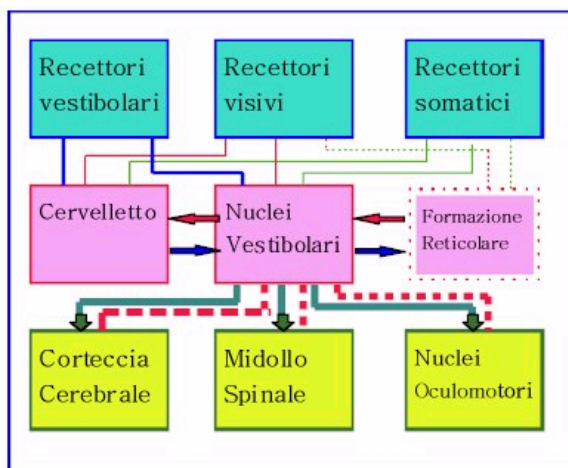 Recettori
vestibolari
Recettori
visivi
Recettori
somatici
Cervelletto
Nuclei
Vestibolari
Formazione
Reticolare
Corteccia
Cerebrale
Midollo
Spinale
Nuclei
Oculomotori